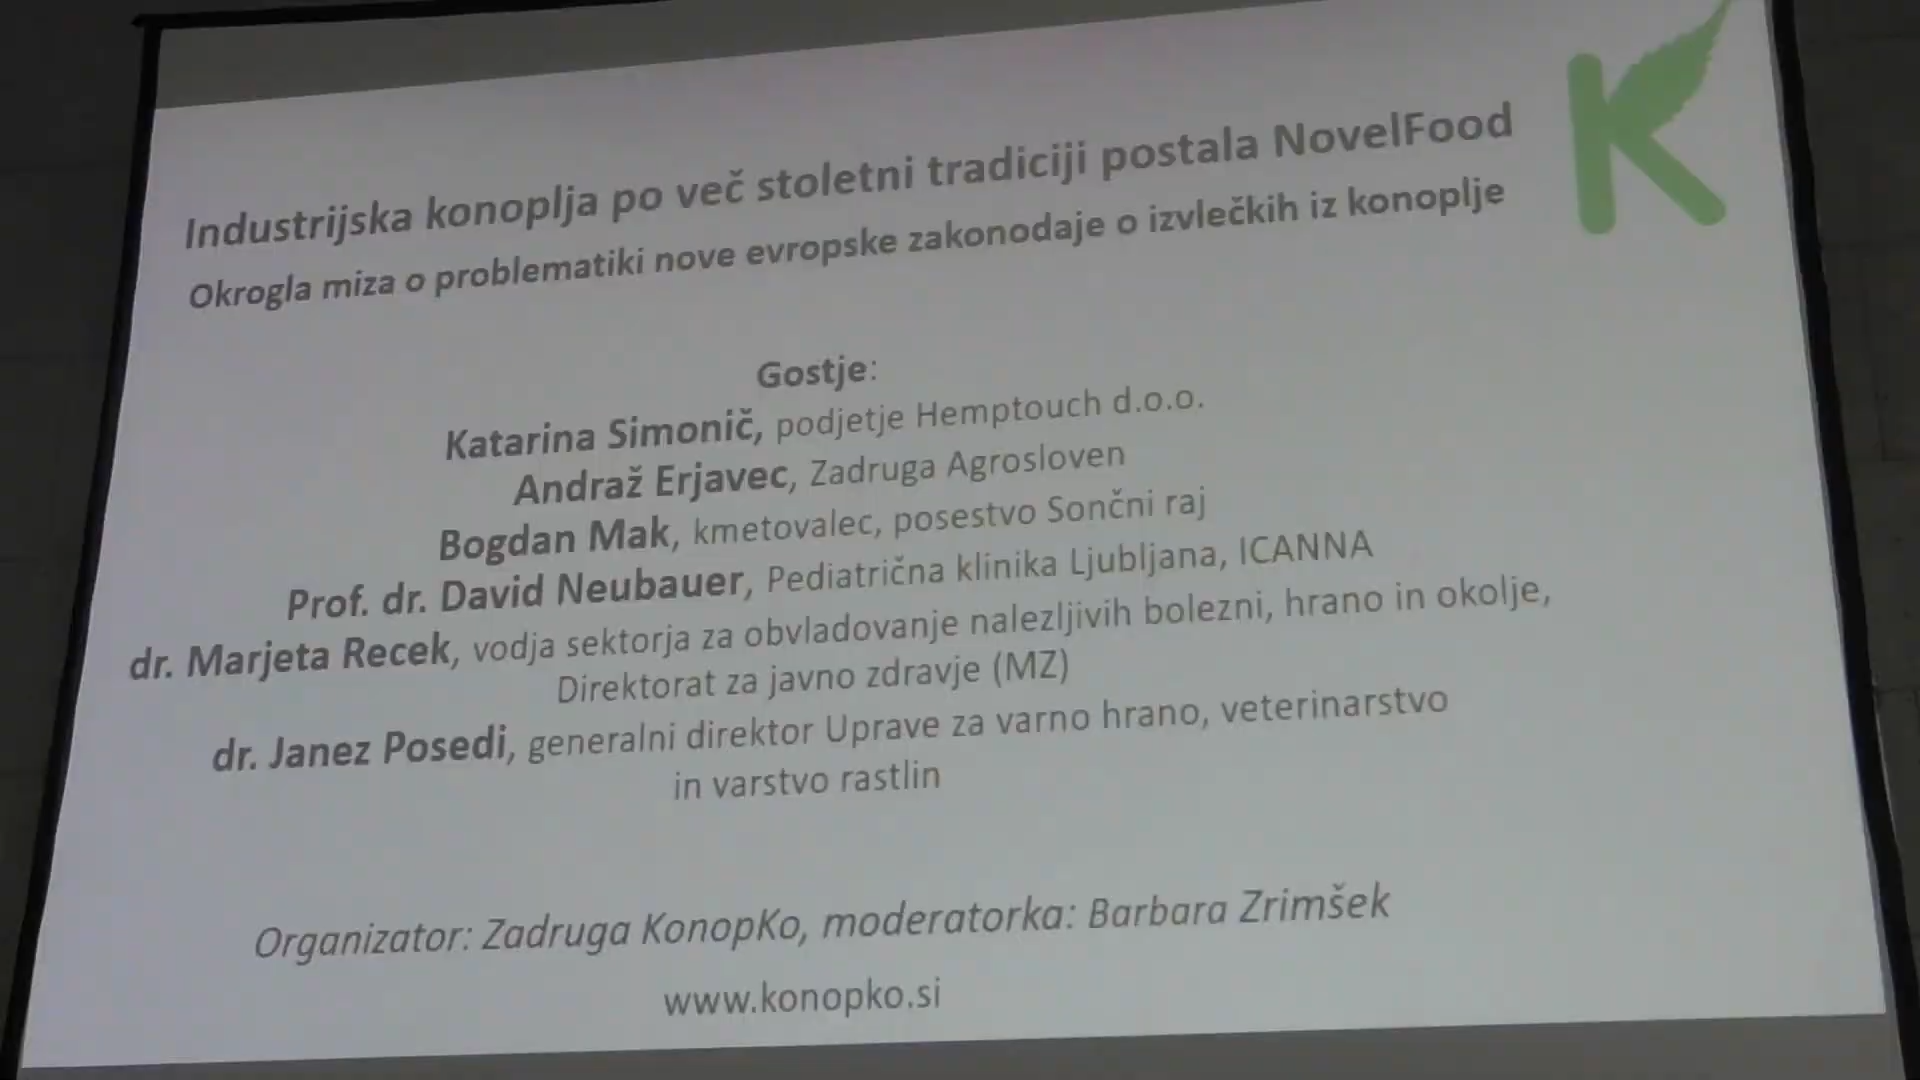 Industrijska konoplja po več stoletni tradiciji postala NovelFood
Okrogla miza o problematiki nove evropske zakonodaje o izvlečkih iz konoplje
K
Gostje:
Katarina Simonič, podjetje Hemptouch d.o.o.
Andraž Erjavec, Zadruga Agrosloven
Bogdan Mak, kmetovalec, posestvo Sončni raj
Prof. dr. David Neubauer, Pediatrična klinika Ljubljana, ICANNA
dr. Marjeta Recek, vodja sektorja za obvladovanje nalezljivih bolezni, hrano in okolje,
Direktorat za javno zdravje (MZ)
dr. Janez Posedi, generalni direktor Uprave za varno hrano, veterinarstvo
in varstvo rastlin
Organizator: Zadruga KonopKo, moderatorka: Barbara Zrimšek
www.konopko.si